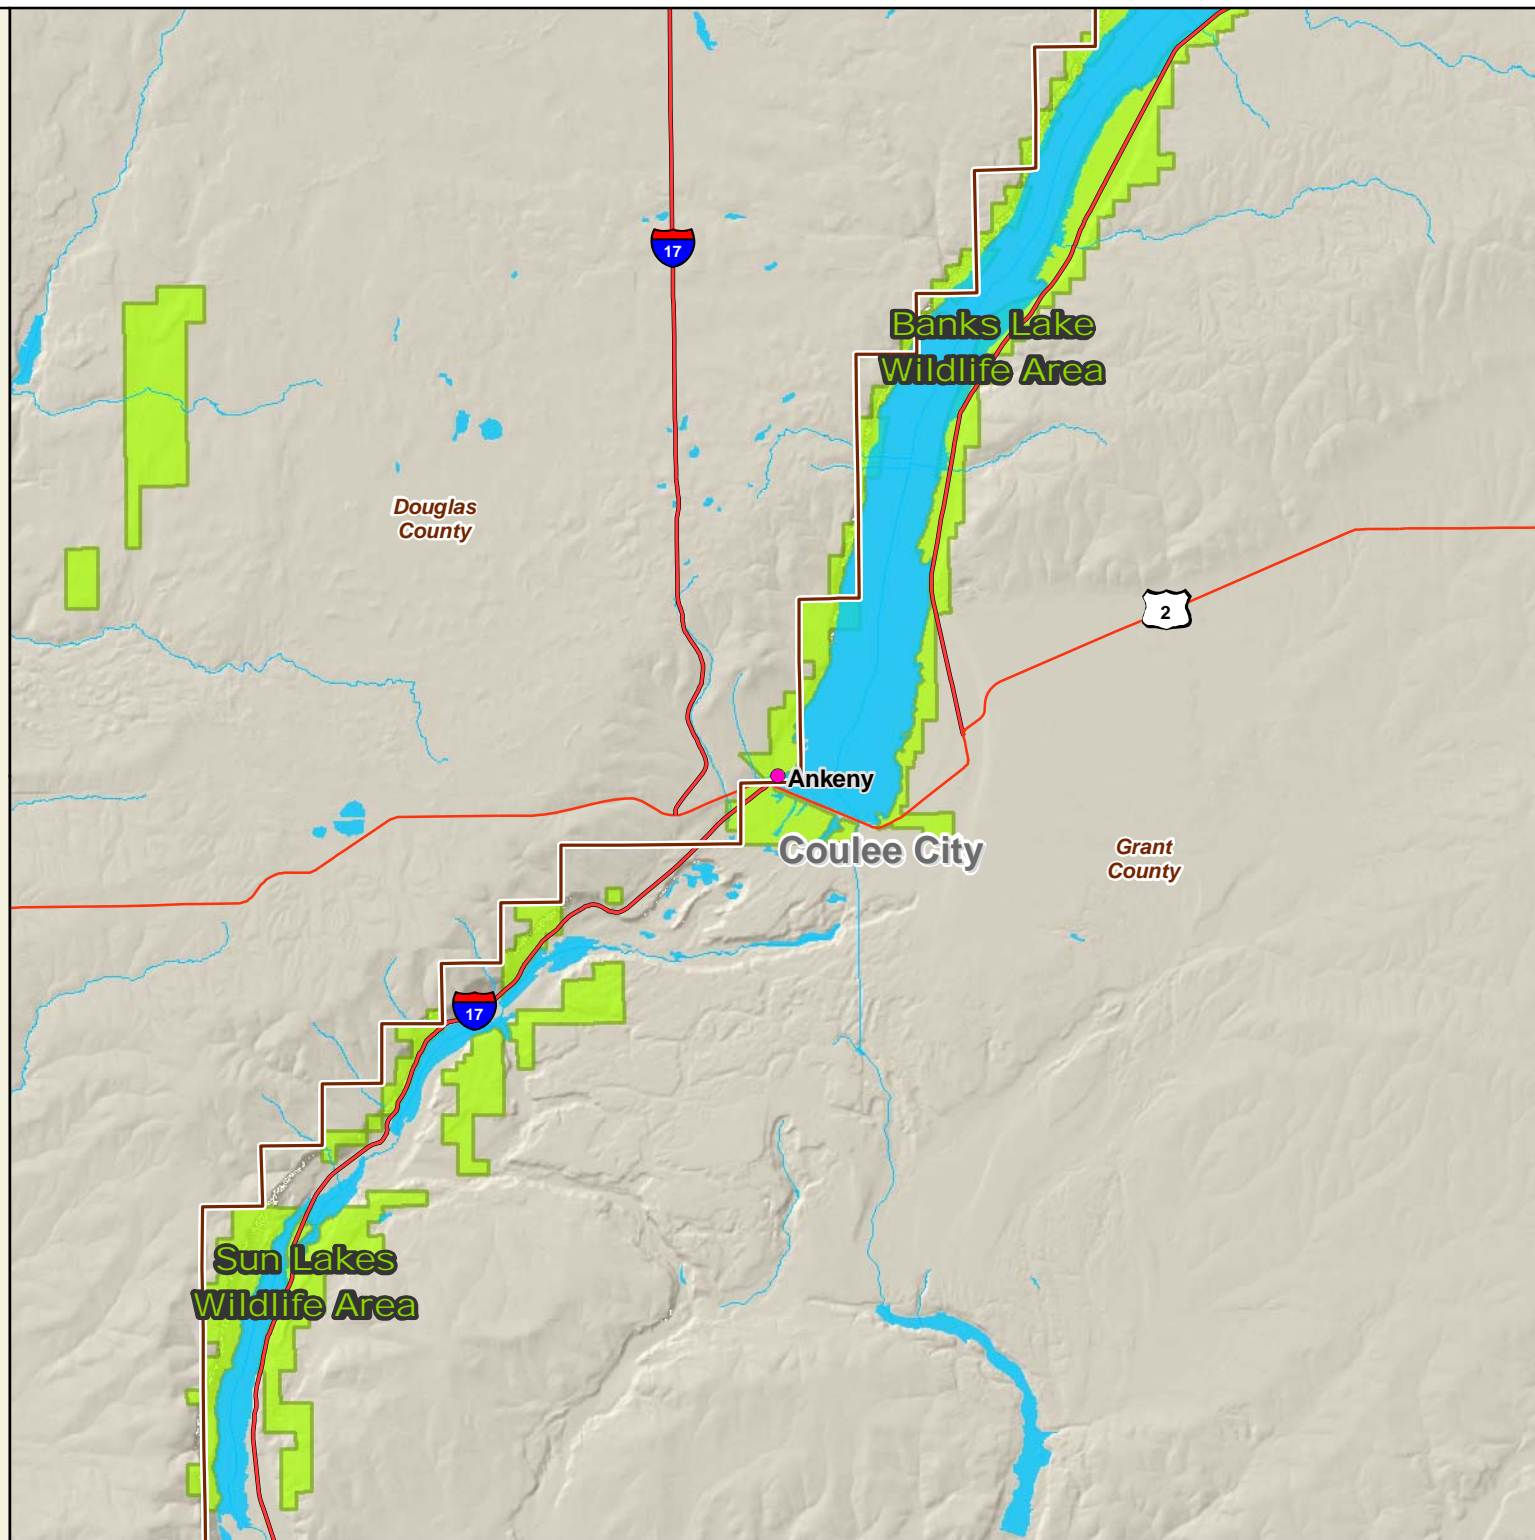 17
Banks Lake
Wildlife Area
Douglas
County
2
Ankeny
Coulee City
Grant
County
17
Sun Lakes
Wildlife Area